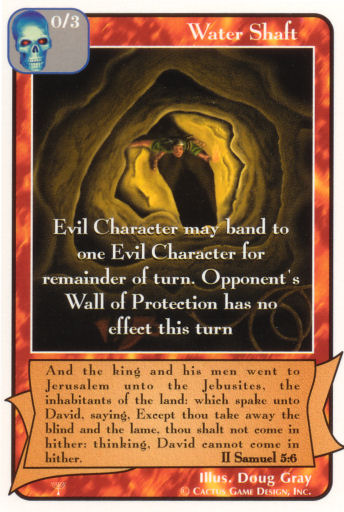 0/3
Water Shaft
Evil Character may band to
one Evil Character for
remainder of turn. Opponent's
Wall of Protection has no
effect this turn
And the king and his men went to
Jerusalem unto the Jebusites, the
inhabitants of the land: which spake unto
David, saying, Except thou take away the
blind and the lame, thou shalt not come in
hither: thinking, David cannot come in
hither. II Samuel 5:6
Illus. Doug Gray
© Cactus Game Design, Inc.